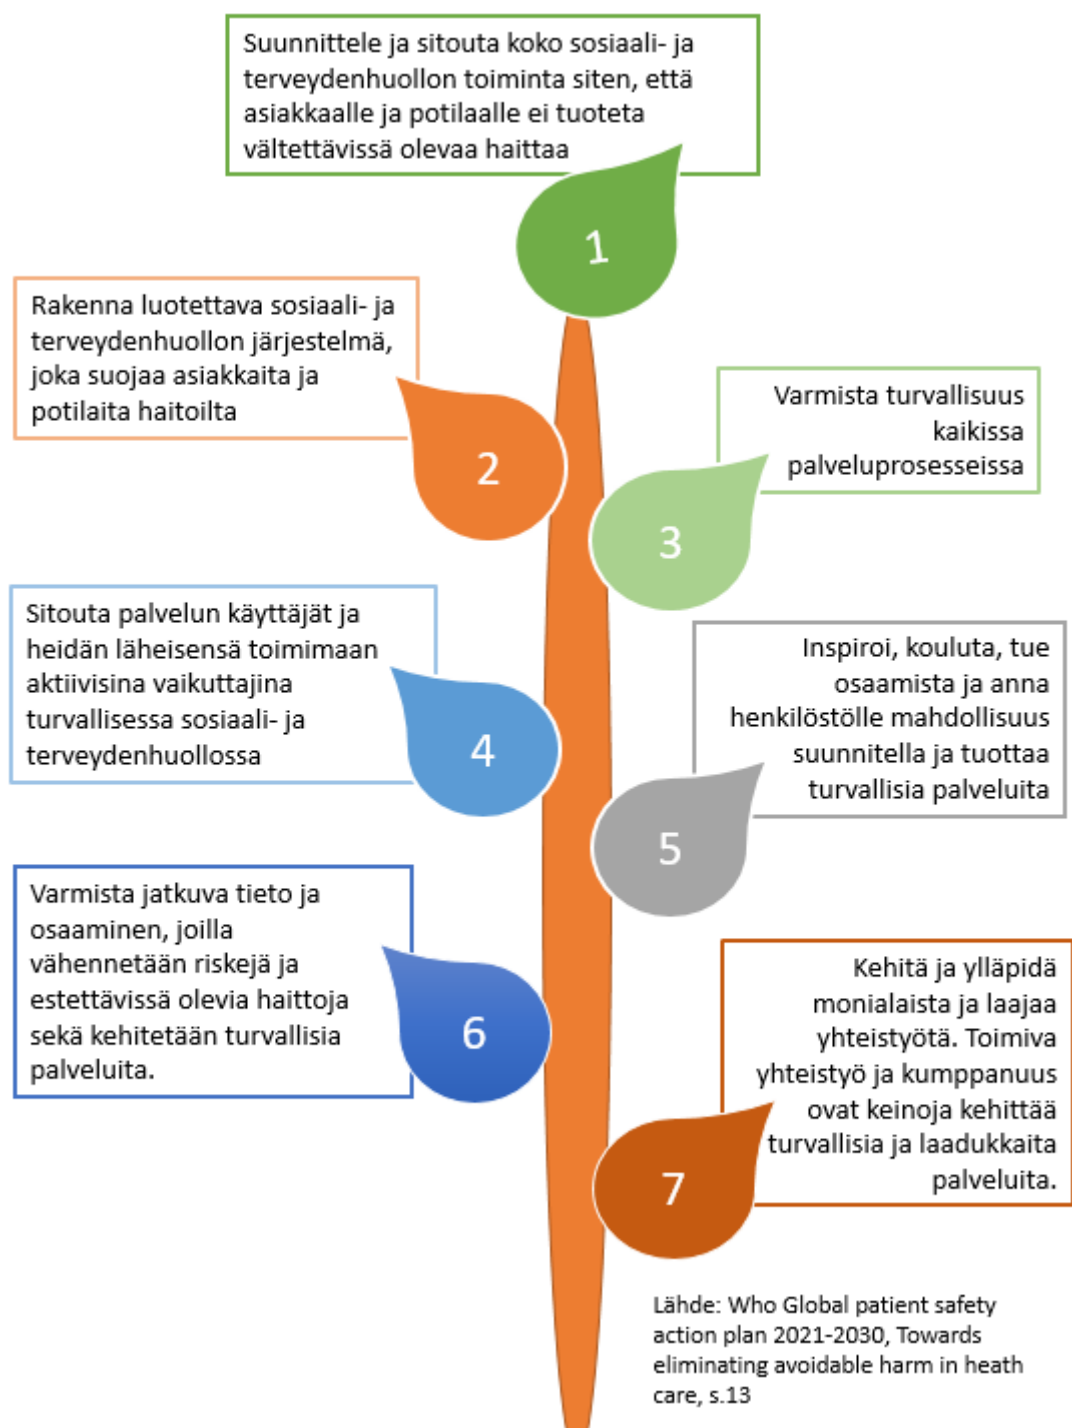 Suunnittele ja sitouta koko sosiaali- ja
terveydenhuollon toiminta siten, että
asiakkaalle ja potilaalle ei tuoteta
vältettävissä olevaa haittaa
1
Rakenna luotettava sosiaali- ja
terveydenhuollon järjestelmä,
joka suojaa asiakkaita ja
potilaita haitoilta
2
Varmista turvallisuus
kaikissa
palveluprosesseissa
3
Sitouta palvelun käyttäjät ja
heidän läheisensä toimimaan
aktiivisina vaikuttajina
turvallisessa sosiaali- ja
terveydenhuollossa
4
Inspiroi, kouluta, tue
osaamista ja anna
henkilöstölle mahdollisuus
suunnitella ja tuottaa
turvallisia palveluita
5
Varmista jatkuva tieto ja
osaaminen, joilla
vähennetään riskejä ja
estettävissä olevia haittoja
sekä kehitetään turvallisia
palveluita.
6
Kehitä ja ylläpidä
monialaista ja laajaa
yhteistyötä. Toimiva
yhteistyö ja kumppanuus
ovat keinoja kehittää
turvallisia ja laadukkaita
palveluita.
7
Lähde: Who Global patient safety
action plan 2021-2030, Towards
eliminating avoidable harm in heath
care, s.13